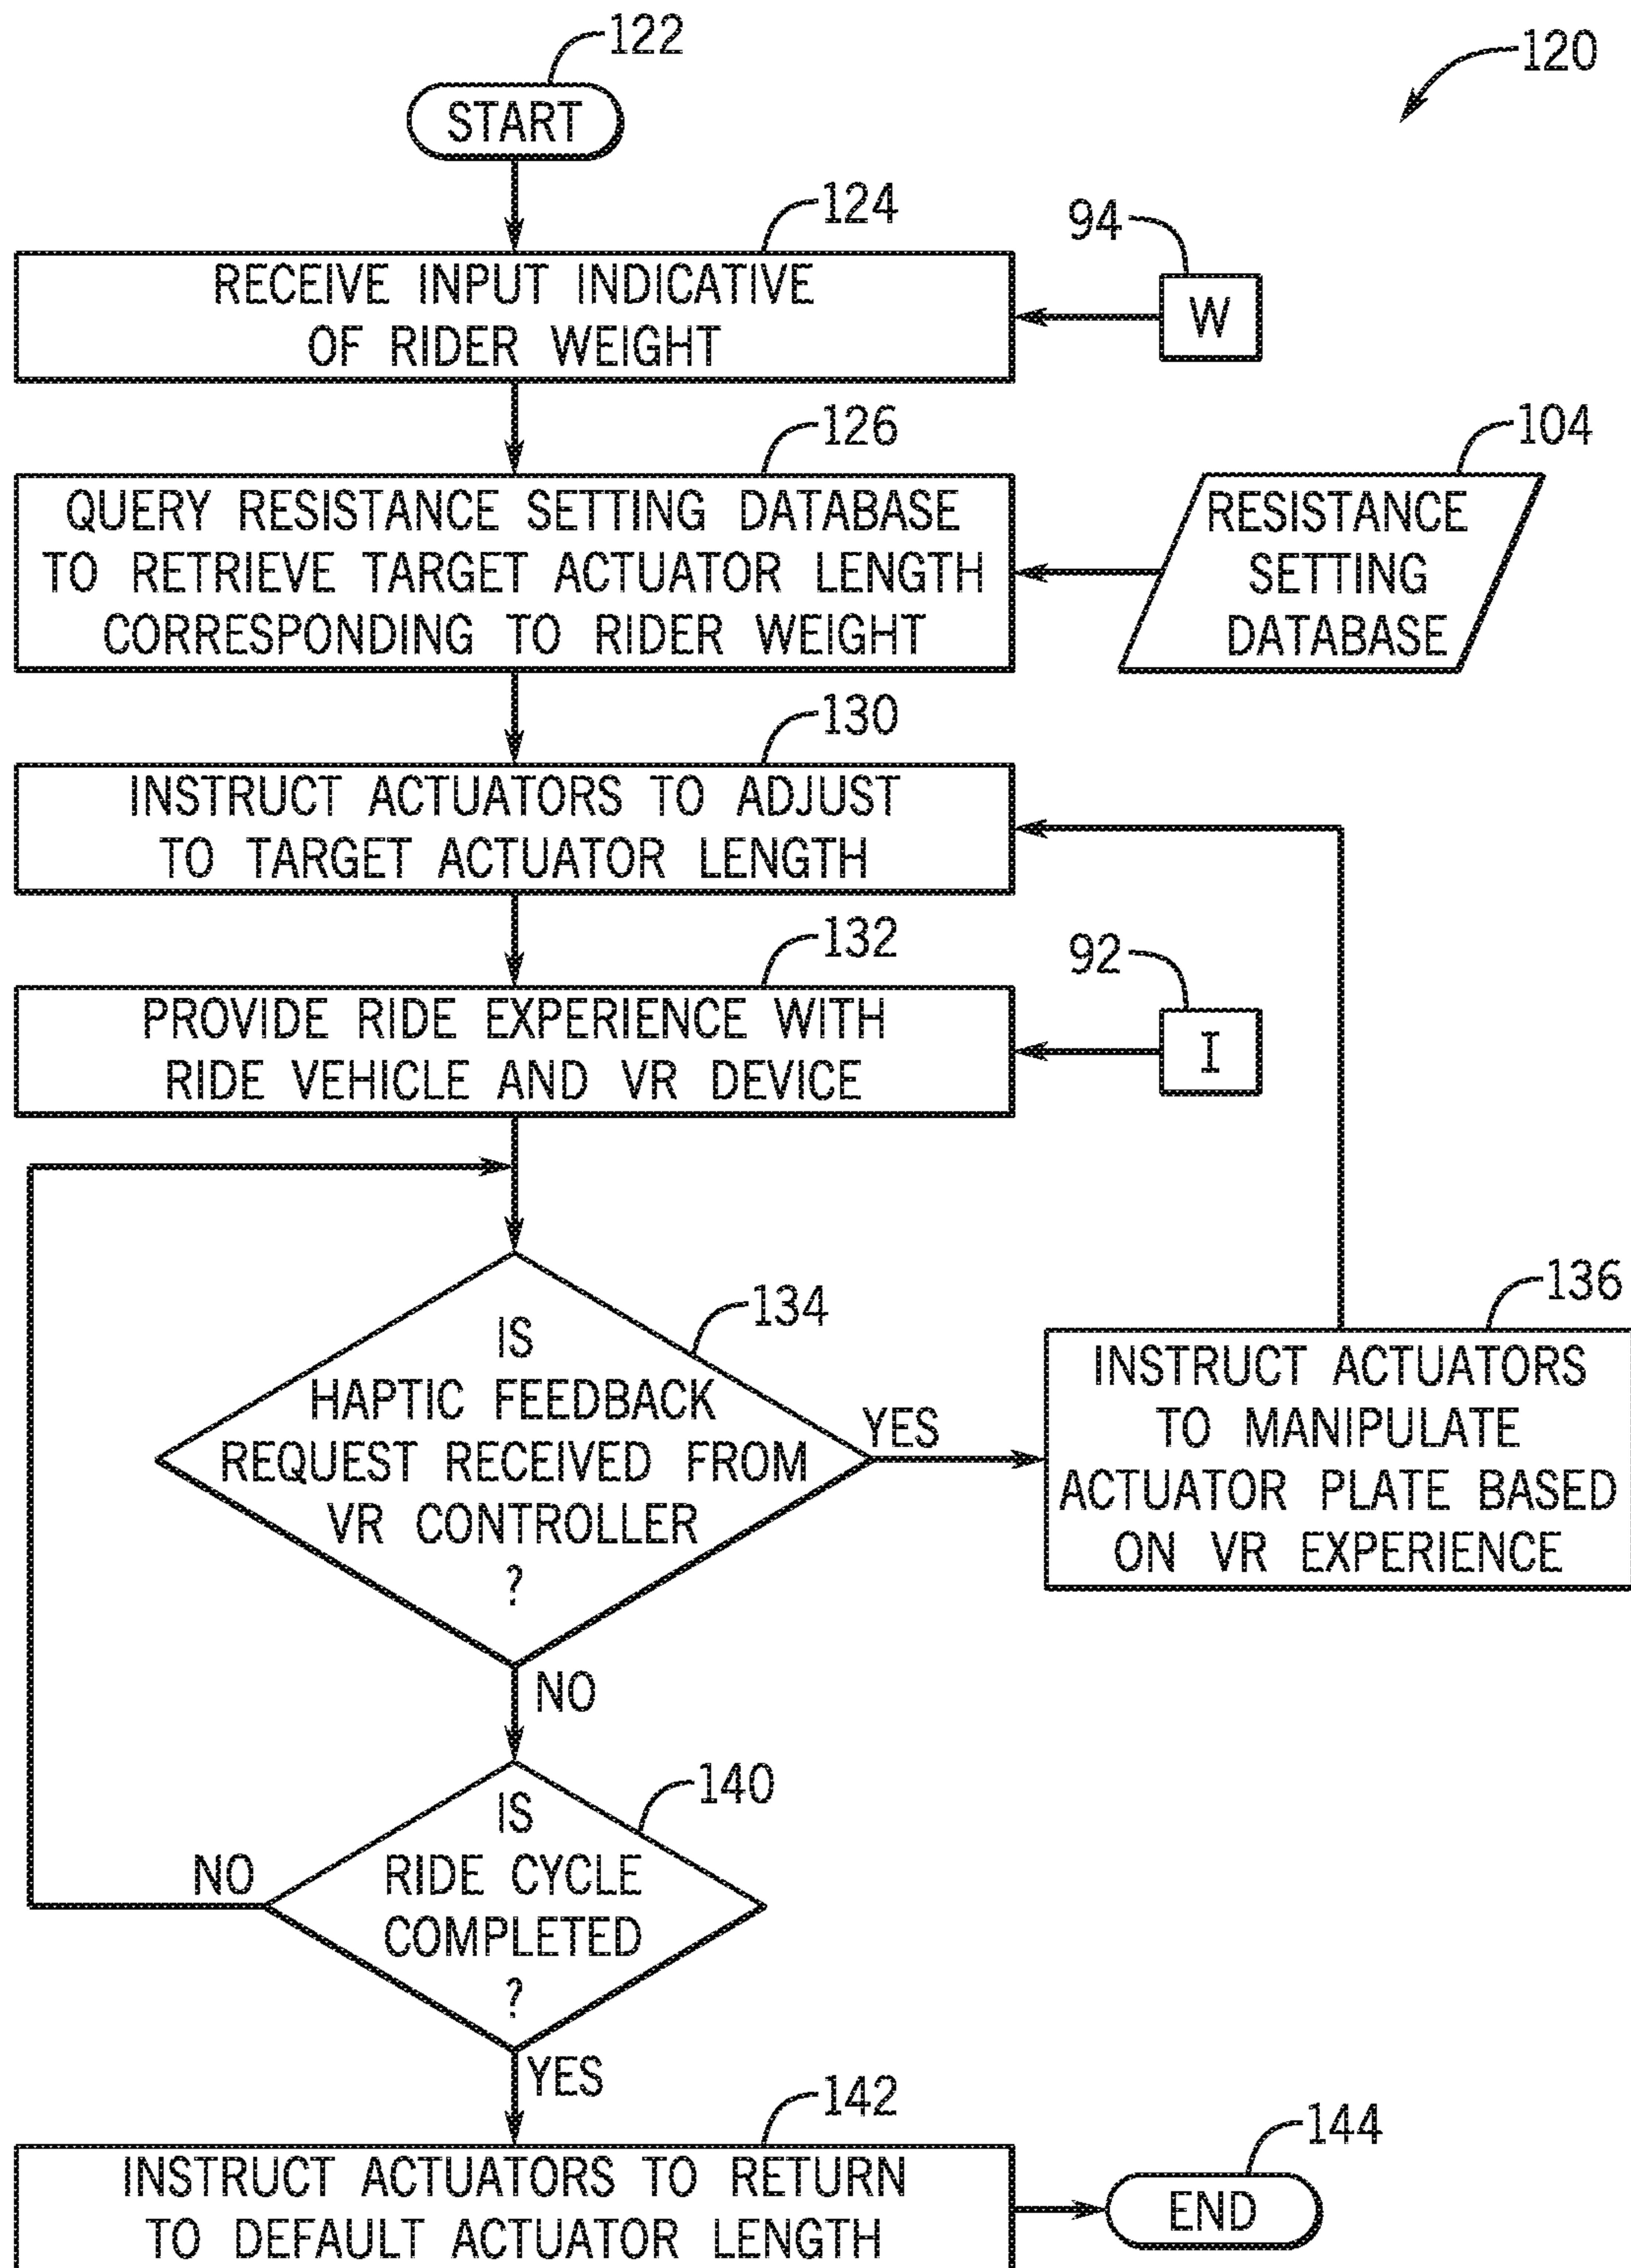 122
120
START
124
94
RECEIVE INPUT INDICATIVE
OF RIDER WEIGHT
W
126
104
QUERY RESISTANCE SETTING DATABASE
TO RETRIEVE TARGET ACTUATOR LENGTH
CORRESPONDING TO RIDER WEIGHT
RESISTANCE
SETTING
DATABASE
130
INSTRUCT ACTUATORS TO ADJUST
TO TARGET ACTUATOR LENGTH
132
92
PROVIDE RIDE EXPERIENCE WITH
RIDE VEHICLE AND VR DEVICE
I
134
IS
HAPTIC FEEDBACK
REQUEST RECEIVED FROM
VR CONTROLLER
?
YES
136
INSTRUCT ACTUATORS
TO MANIPULATE
ACTUATOR PLATE BASED
ON VR EXPERIENCE
NO
140
IS
RIDE CYCLE
COMPLETED
?
NO
YES
142
INSTRUCT ACTUATORS TO RETURN
TO DEFAULT ACTUATOR LENGTH
144
END